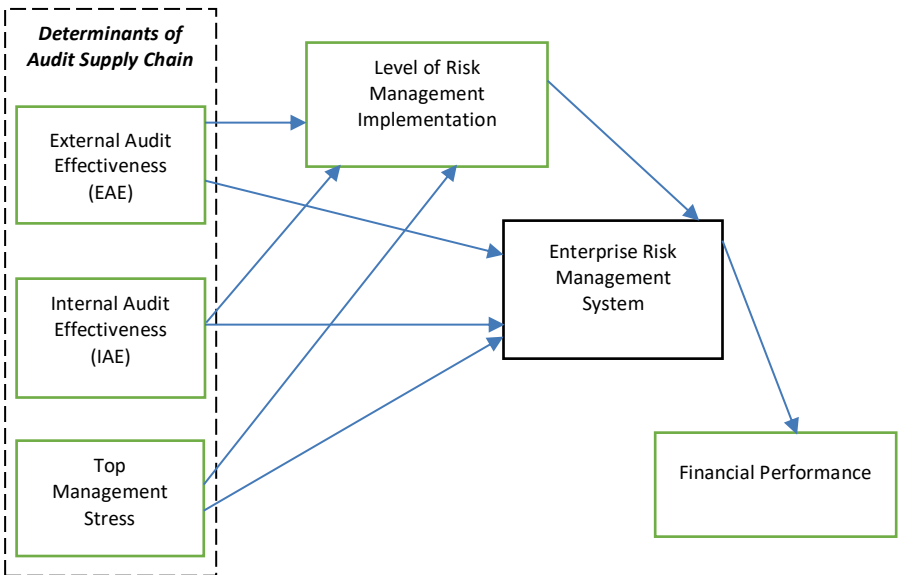 Determinants of
Audit Supply Chain
External Audit
Effectiveness
(EAE)
Internal Audit
Effectiveness
(IAE)
Top
Management
Stress
Level of Risk
Management
Implementation
Enterprise Risk
Management
System
Financial Performance